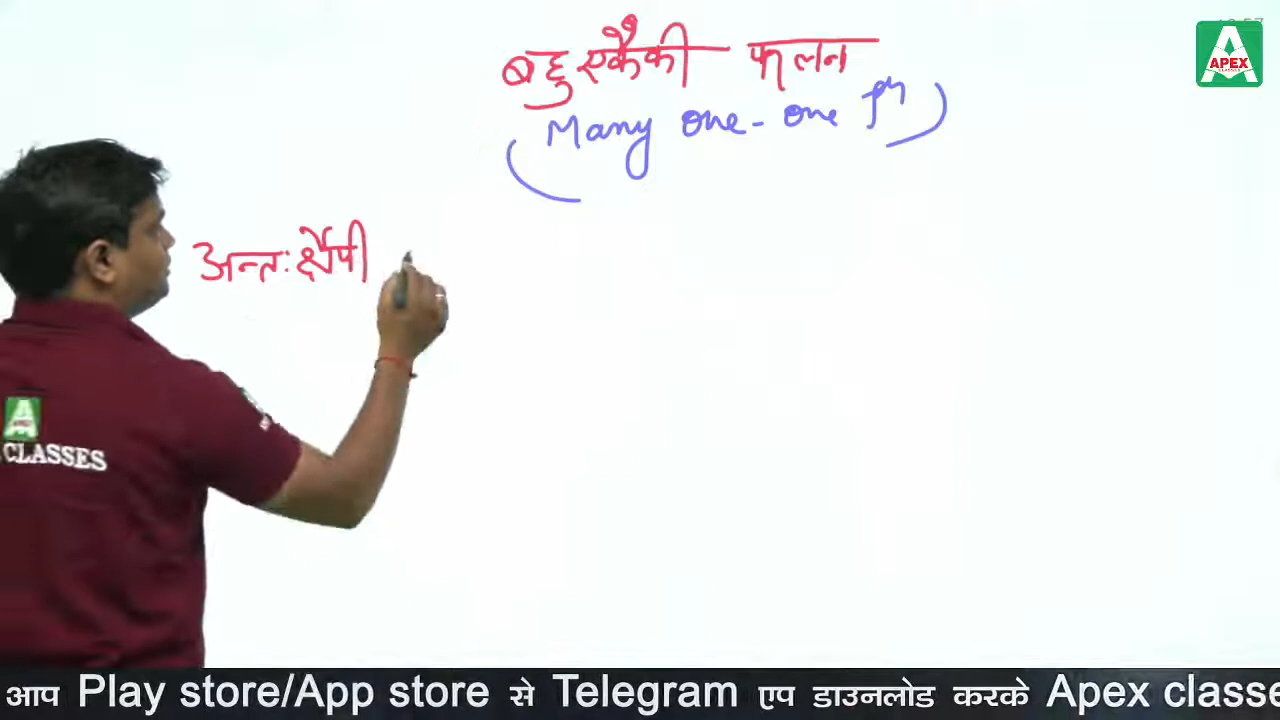 बहुएकैकी फलन
(Many one-one fn)
अन्तःक्षैपी
APEX
CLASSES
CLASSES
आप Play store/App store से Telegram एप डाउनलोड करके Apex classe